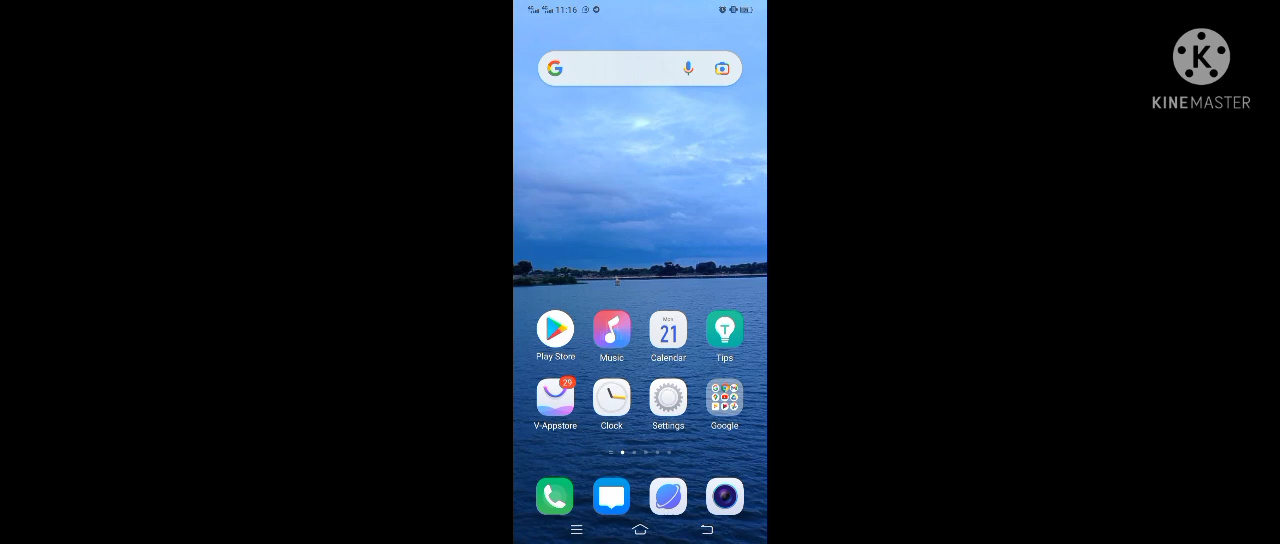 11:16
KINEMASTER
Mon
21
Play Store
Music
Calendar
Tips
29
V-Appstore
Clock
Settings
Google